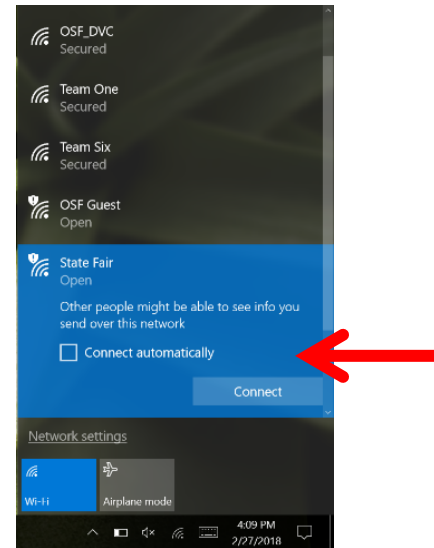 OSF_DVC
Secured
Team One
Secured
Team Six
Secured
OSF Guest
Open
State Fair
Open
Other people might be able to see info you
send over this network
Connect automatically
Connect
Network settings
Wi-Fi
Airplane mode
4:09 PM
2/27/2018